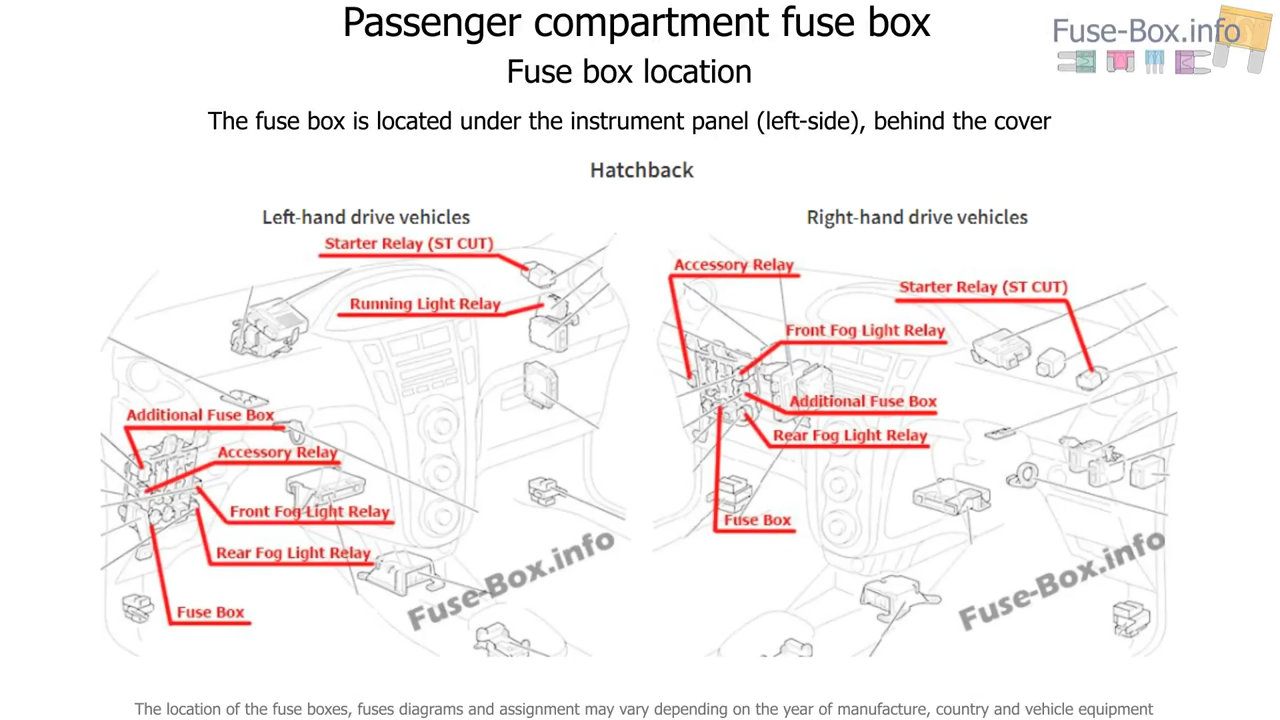 Passenger compartment fuse box
Fuse-Box.info
Fuse box location
The fuse box is located under the instrument panel (left-side), behind the cover
Hatchback
Left-hand drive vehicles
Starter Relay (ST CUT)
Running Light Relay
Additional Fuse Box
Accessory Relay
Front Fog Light Relay
Rear Fog Light Relay
Fuse Box
Fuse-Box.info
Right-hand drive vehicles
Accessory Relay
Starter Relay (ST CUT)
Front Fog Light Relay
Additional Fuse Box
Rear Fog Light Relay
Fuse Box
Fuse-Box.info
The location of the fuse boxes, fuses diagrams and assignment may vary depending on the year of manufacture, country and vehicle equipment